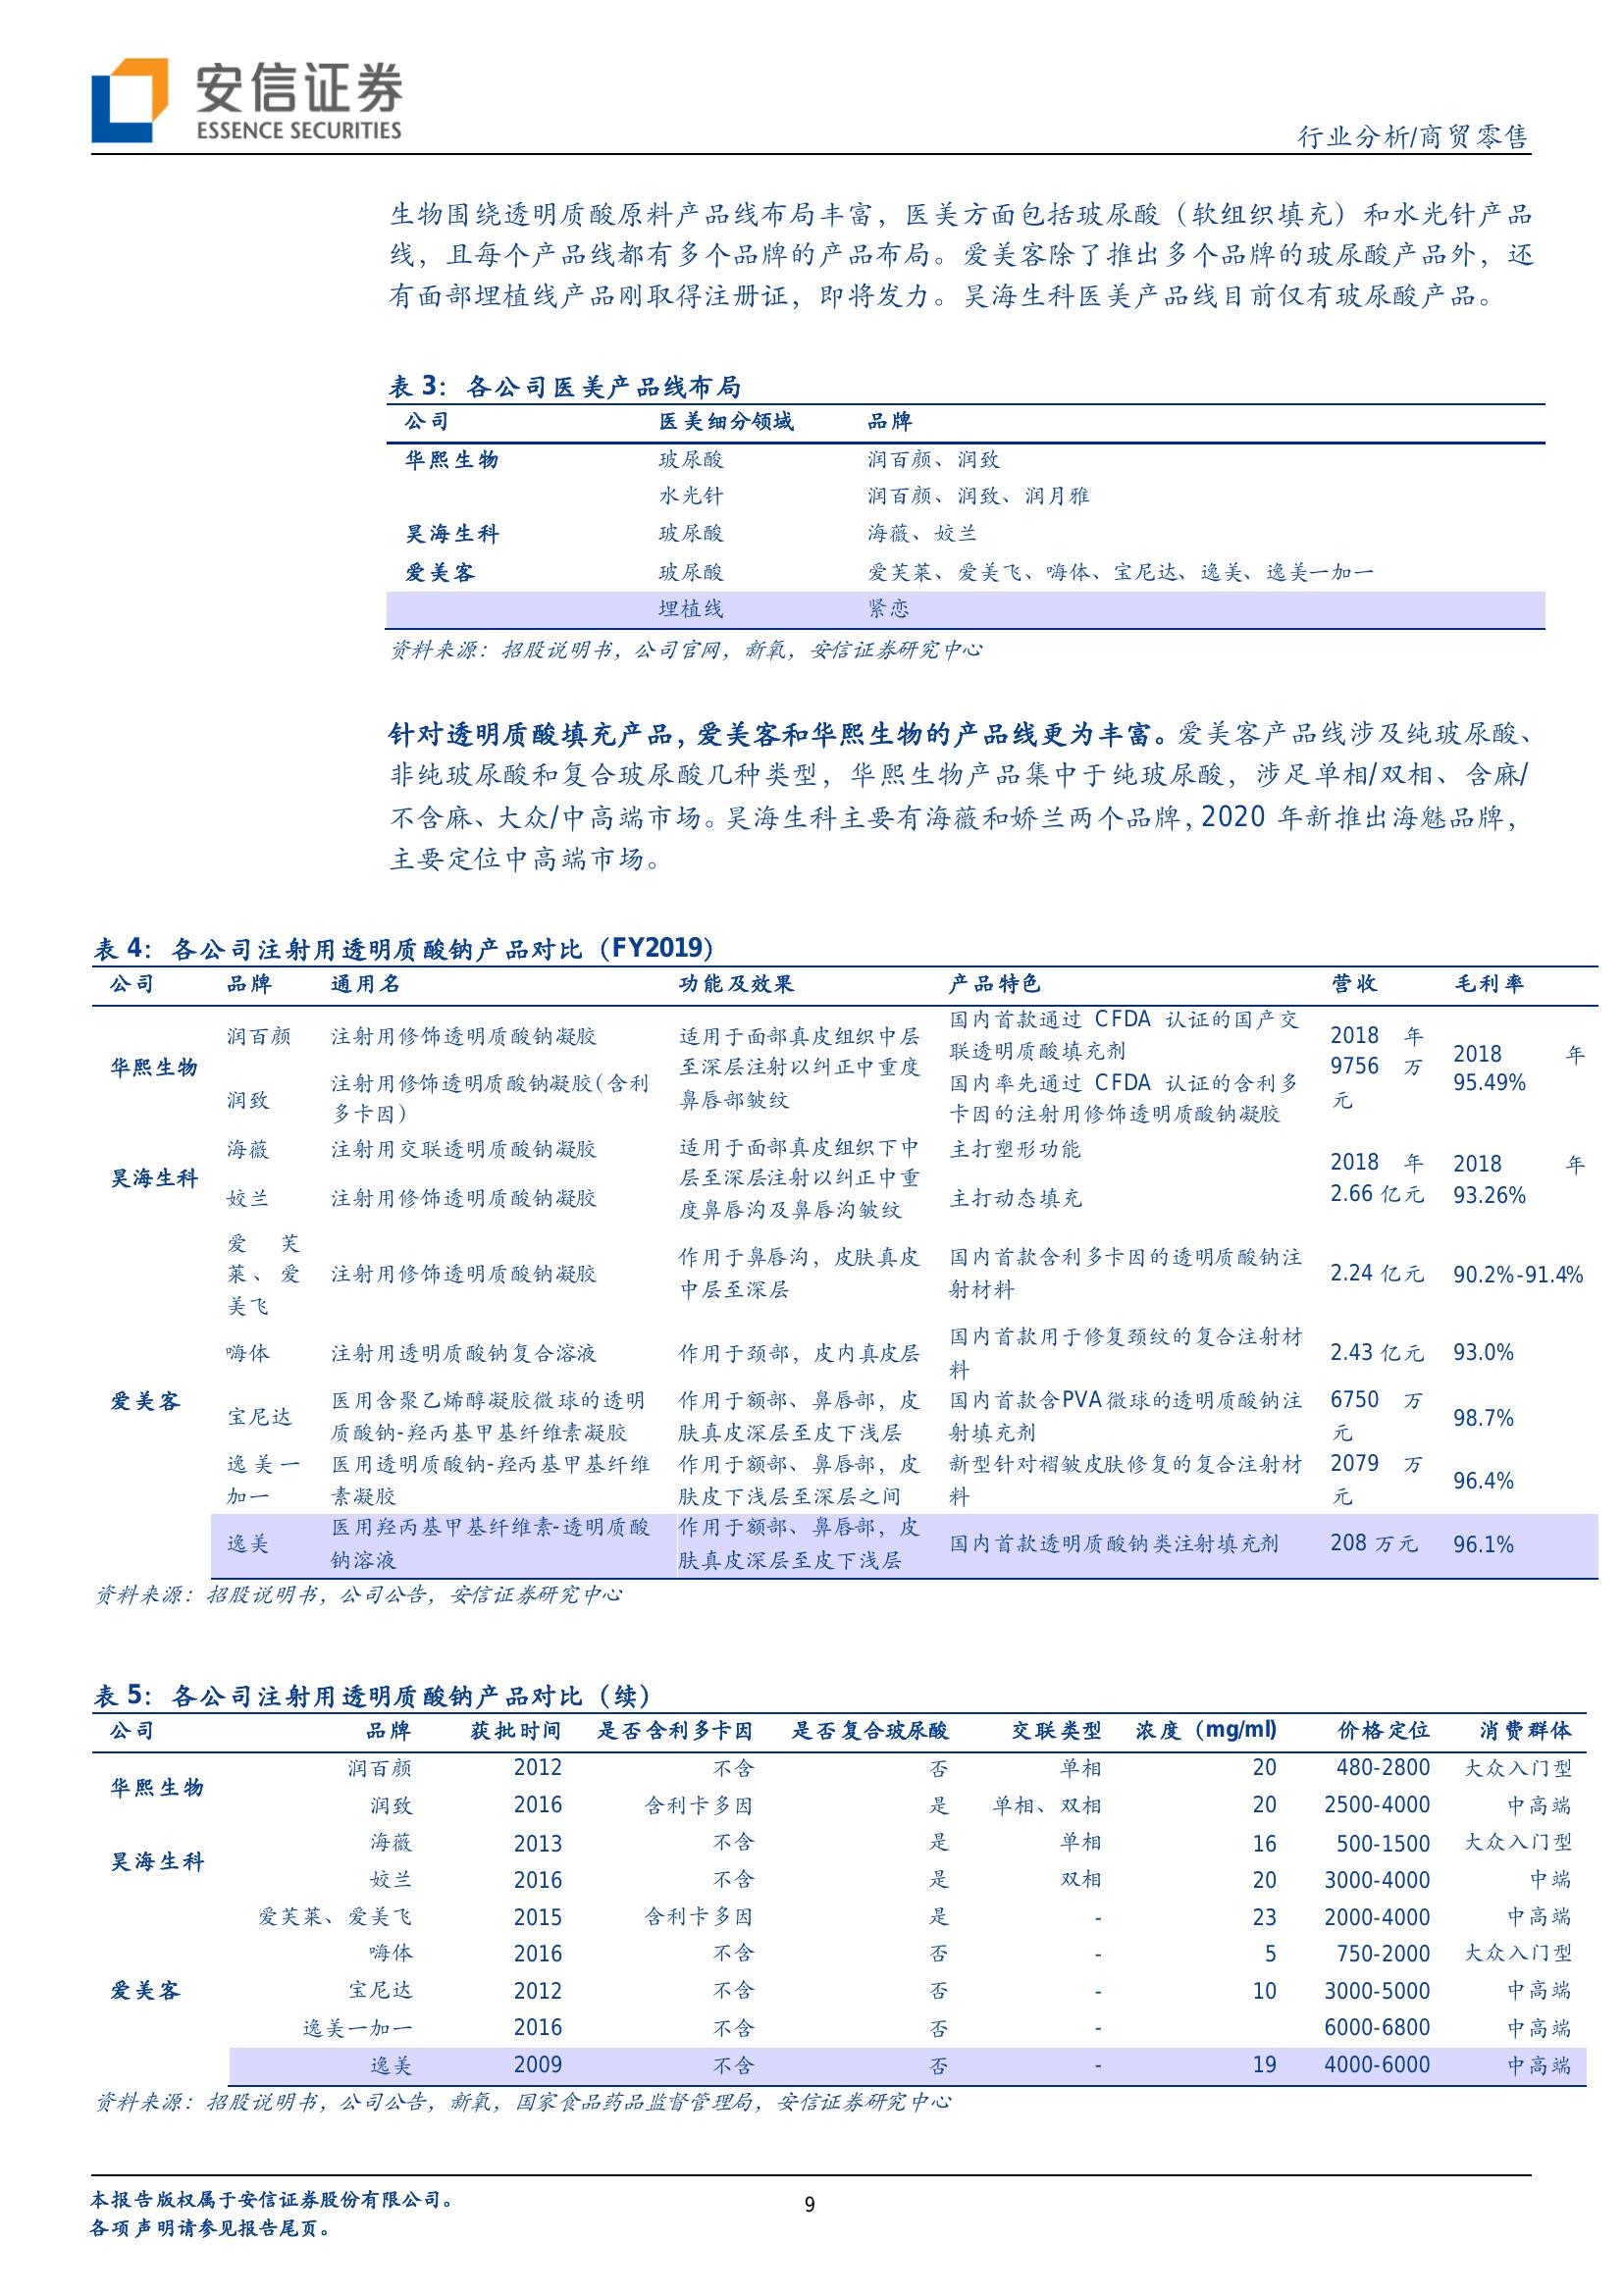 安信证券
ESSENCE SECURITIES
行业分析/商贸零售
生物围绕透明质酸原料产品线布局丰富，医美方面包括玻尿酸（软组织填充）和水光针产品
线，且每个产品线都有多个品牌的产品布局。爱美客除了推出多个品牌的玻尿酸产品外，还
有面部埋植线产品刚取得注册证，即将发力。昊海生科医美产品线目前仅有玻尿酸产品。
表 3：各公司医美产品线布局
公司 医美细分领域 品牌
华熙生物 玻尿酸 润百颜、润致
水光针 润百颜、润致、润月雅
昊海生科 玻尿酸 海薇、姣兰
爱美客 玻尿酸 爱芙莱、爱美飞、嗨体、宝尼达、逸美、逸美一加一
埋植线 紧恋
资料来源：招股说明书，公司官网，新氧，安信证券研究中心
针对透明质酸填充产品，爱美客和华熙生物的产品线更为丰富。爱美客产品线涉及纯玻尿酸、
非纯玻尿酸和复合玻尿酸几种类型，华熙生物产品集中于纯玻尿酸，涉足单相/双相、含麻/
不含麻、大众/中高端市场。昊海生科主要有海薇和娇兰两个品牌，2020 年新推出海魅品牌，
主要定位中高端市场。
表 4：各公司注射用透明质酸钠产品对比（FY2019）
公司 品牌 通用名 功能及效果 产品特色 营收 毛利率
华熙生物
润百颜 注射用修饰透明质酸钠凝胶
适用于面部真皮组织中层
至深层注射以纠正中重度
鼻唇部皱纹
国内首款通过 CFDA 认证的国产交
联透明质酸填充剂
2018 年
9756 万
元
2018 年
95.49%
润致
注射用修饰透明质酸钠凝胶(含利
多卡因)
国内率先通过 CFDA 认证的含利多
卡因的注射用修饰透明质酸钠凝胶
昊海生科
海薇 注射用交联透明质酸钠凝胶
适用于面部真皮组织下中
层至深层注射以纠正中重
度鼻唇沟及鼻唇沟皱纹
主打塑形功能
2018 年
2.66 亿元
2018 年
93.26%
姣兰 注射用修饰透明质酸钠凝胶 主打动态填充
爱美客
爱 芙
莱、爱
美飞
注射用修饰透明质酸钠凝胶
作用于鼻唇沟，皮肤真皮
中层至深层
国内首款含利多卡因的透明质酸钠注
射材料
2.24 亿元 90.2%-91.4%
嗨体 注射用透明质酸钠复合溶液 作用于颈部，皮内真皮层
国内首款用于修复颈纹的复合注射材
料
2.43 亿元 93.0%
宝尼达
医用含聚乙烯醇凝胶微球的透明
质酸钠-羟丙基甲基纤维素凝胶
作用于额部、鼻唇部，皮
肤真皮深层至皮下浅层
国内首款含PVA微球的透明质酸钠注
射填充剂
6750 万
元
98.7%
逸美一
加一
医用透明质酸钠-羟丙基甲基纤维
素凝胶
作用于额部、鼻唇部，皮
肤皮下浅层至深层之间
新型针对褶皱皮肤修复的复合注射材
料
2079 万
元
96.4%
逸美
医用羟丙基甲基纤维素-透明质酸
钠溶液
作用于额部、鼻唇部，皮
肤真皮深层至皮下浅层
国内首款透明质酸钠类注射填充剂 208 万元 96.1%
资料来源：招股说明书，公司公告，安信证券研究中心
表 5：各公司注射用透明质酸钠产品对比（续）
公司 品牌 获批时间 是否含利多卡因 是否复合玻尿酸 交联类型 浓度（mg/ml) 价格定位 消费群体
华熙生物
润百颜 2012 不含 否 单相 20 480-2800 大众入门型
润致 2016 含利卡多因 是 单相、双相 20 2500-4000 中高端
昊海生科
海薇 2013 不含 是 单相 16 500-1500 大众入门型
姣兰 2016 不含 是 双相 20 3000-4000 中端
爱美客
爱芙莱、爱美飞 2015 含利卡多因 是 - 23 2000-4000 中高端
嗨体 2016 不含 否 - 5 750-2000 大众入门型
宝尼达 2012 不含 否 - 10 3000-5000 中高端
逸美一加一 2016 不含 否 - 6000-6800 中高端
逸美 2009 不含 否 - 19 4000-6000 中高端
资料来源：招股说明书，公司公告，新氧，国家食品药品监督管理局，安信证券研究中心
本报告版权属于安信证券股份有限公司。
各项声明请参见报告尾页。
9